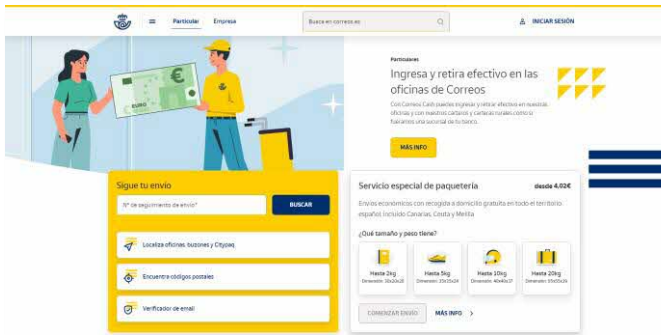 Particular Empresa
Busca en correos.es
INICIAR SESIÓN
€
EURO
Particulares
Ingresa y retira efectivo en las
oficinas de Correos
Con Correos Cash puedes ingresar y retirar efectivo en nuestras
oficinas y con nuestros carteros y carteras rurales como si
fuéramos una sucursal de tu banco.
MÁS INFO
Sigue tu envío
Nº de seguimiento de envío*
BUSCAR
Localiza oficinas, buzones y Citypaq
Encuentra códigos postales
Verificador de email
Servicio especial de paquetería desde 4,02€
Envíos económicos con recogida a domicilio gratuita en todo el territorio
español, incluido Canarias, Ceuta y Melilla
¿Qué tamaño y peso tiene?
Hasta 2kg Hasta 5kg Hasta 10kg Hasta 20kg
COMENZAR ENVÍO MÁS INFO